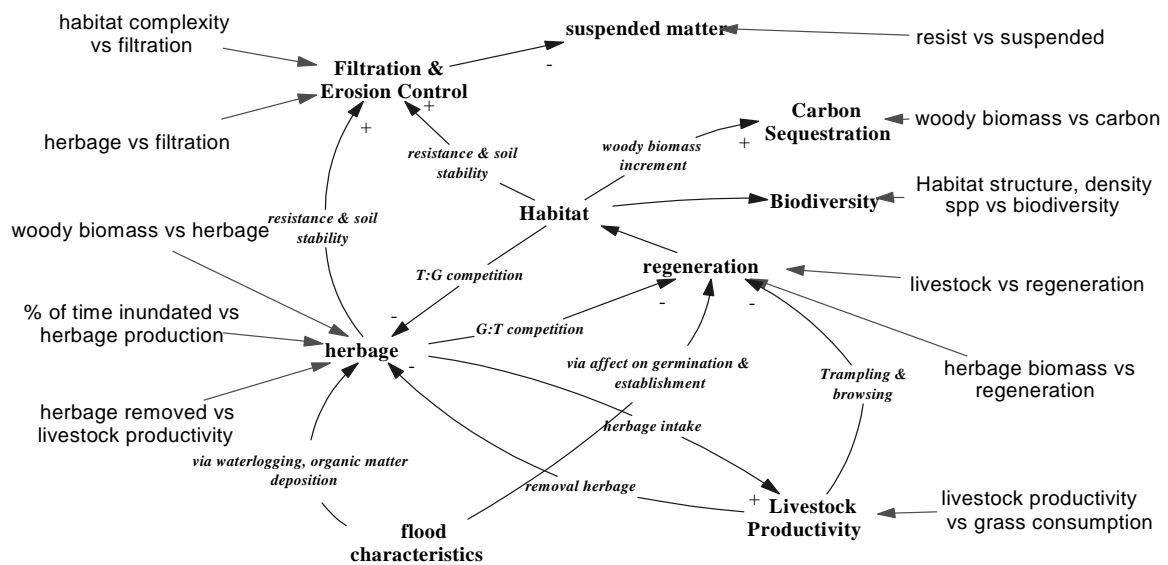 habitat complexity
vs filtration
suspended matter
resist vs suspended
-
Filtration &
Erosion Control
+
+
herbage vs filtration
Carbon
Sequestration
+
woody biomass vs carbon
woody biomass
increment
resistance & soil
stability
Habitat structure, density
spp vs biodiversity
Biodiversity
Habitat
resistance & soil
stability
woody biomass vs herbage
T:G competition
regeneration
livestock vs regeneration
-
-
-
% of time inundated vs
herbage production
G:T competition
herbage
-
via affect on germination &
establishment
Trampling &
browsing
herbage biomass vs
regeneration
herbage removed vs
livestock productivity
herbage intake
via waterlogging, organic matter
deposition
removal herbage
+
Livestock
Productivity
livestock productivity
vs grass consumption
flood
characteristics